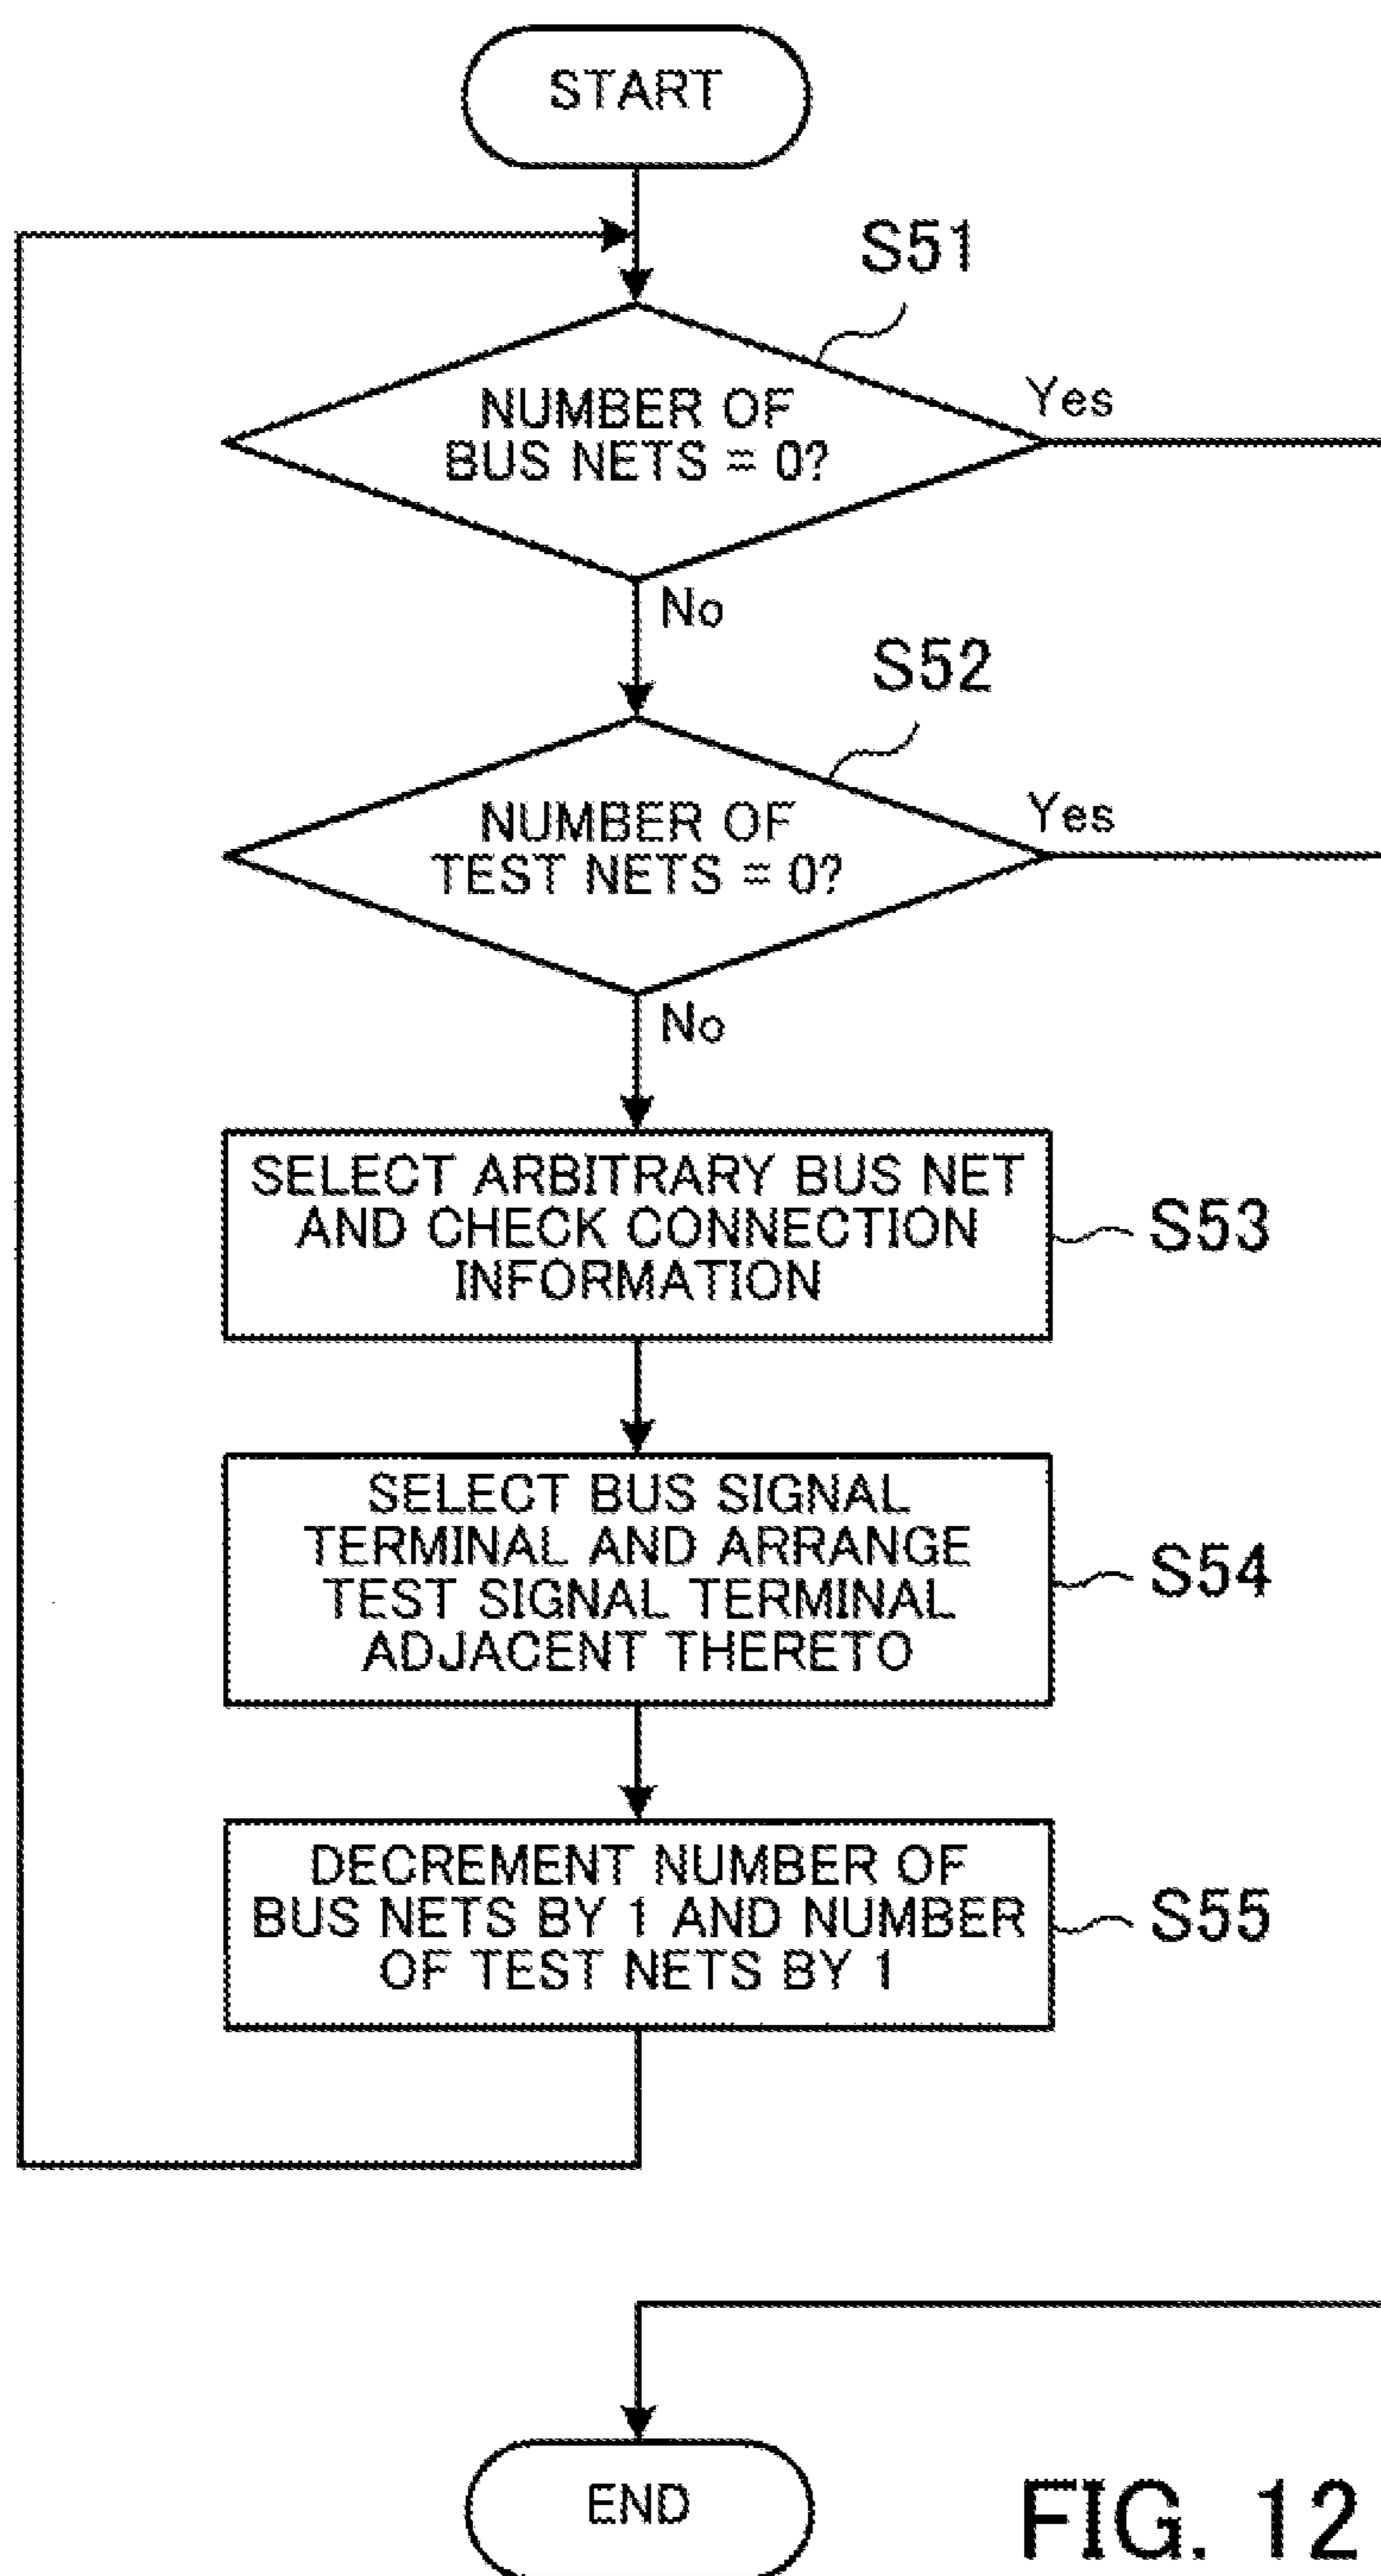 START
S51
NUMBER OF
BUS NETS = 0?
Yes
No
S52
NUMBER OF
TEST NETS = 0?
Yes
No
SELECT ARBITRARY BUS NET
AND CHECK CONNECTION
INFORMATION
S53
SELECT BUS SIGNAL
TERMINAL AND ARRANGE
TEST SIGNAL TERMINAL
ADJACENT THERETO
S54
DECREMENT NUMBER OF
BUS NETS BY 1 AND NUMBER
OF TEST NETS BY 1
S55
END
FIG. 12